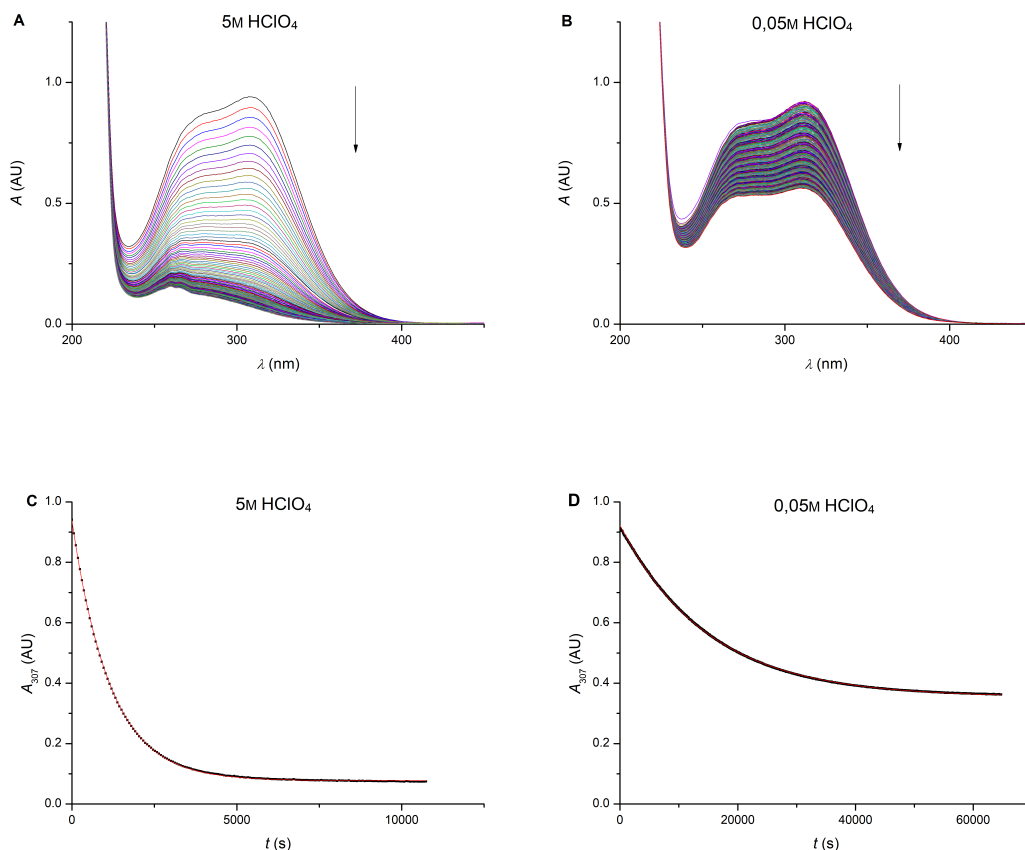 A
5M HClO₄
1.0
0.5
0.0
A (AU)
200
300
400
λ (nm)
B
0,05M HClO₄
1.0
0.5
0.0
A (AU)
200
300
400
λ (nm)
C
5M HClO₄
1.0
0.8
0.6
0.4
0.2
0.0
A₃₀₇ (AU)
0
5000
10000
t (s)
D
0,05M HClO₄
1.0
0.8
0.6
0.4
0.2
0.0
A₃₀₇ (AU)
0
20000
40000
60000
t (s)